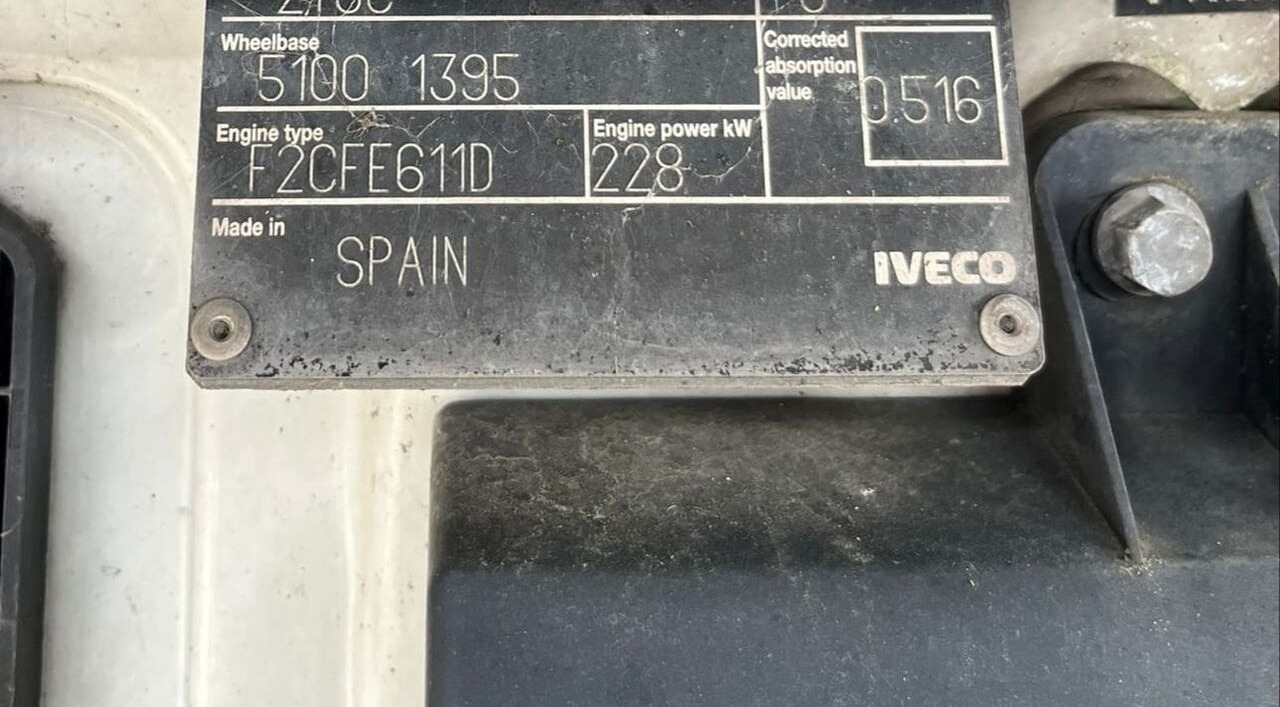 Wheelbase
5100 1395
Corrected
absorption
value
0.516
Engine type
F2CFE611D
Engine power kW
228
Made in
SPAIN
IVECO